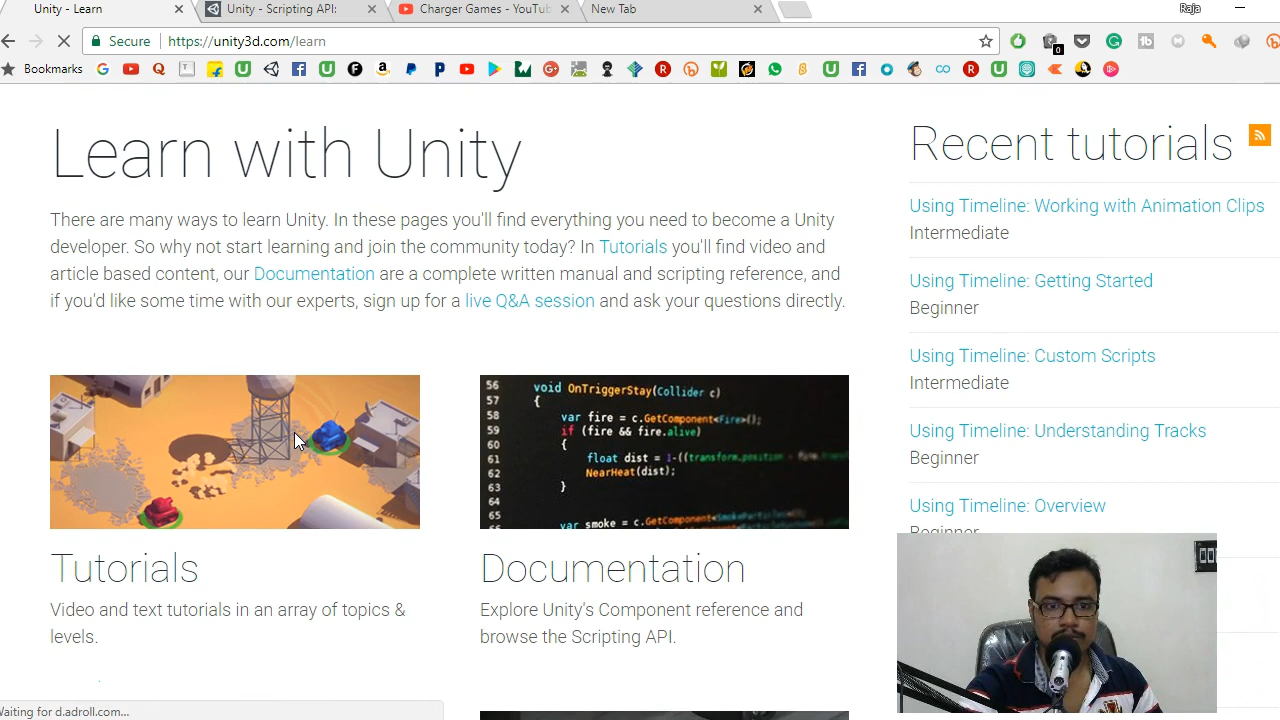 Unity - Learn
Unity - Scripting API:
Charger Games - YouTub
New Tab
Raja
Secure
https://unity3d.com/learn
0
Bookmarks
Learn with Unity
There are many ways to learn Unity. In these pages you'll find everything you need to become a Unity
developer. So why not start learning and join the community today? In Tutorials you'll find video and
article based content, our Documentation are a complete written manual and scripting reference, and
if you'd like some time with our experts, sign up for a live Q&A session and ask your questions directly.
Recent tutorials
Using Timeline: Working with Animation Clips
Intermediate
Using Timeline: Getting Started
Beginner
Using Timeline: Custom Scripts
Intermediate
Using Timeline: Understanding Tracks
Beginner
Using Timeline: Overview
Beginner
56 void OnTriggerStay(Collider c)
57 {
58 var fire = c.GetComponent<Fire>();
59 if (fire && fire.alive)
60 {
61 float dist = 1-((transform.position -
62 NearHeat(dist);
63 }
64
65 var smoke = c.GetComponent<SmokeParticles>();
Tutorials
Video and text tutorials in an array of topics &
levels.
Documentation
Explore Unity's Component reference and
browse the Scripting API.
Waiting for d.adroll.com...